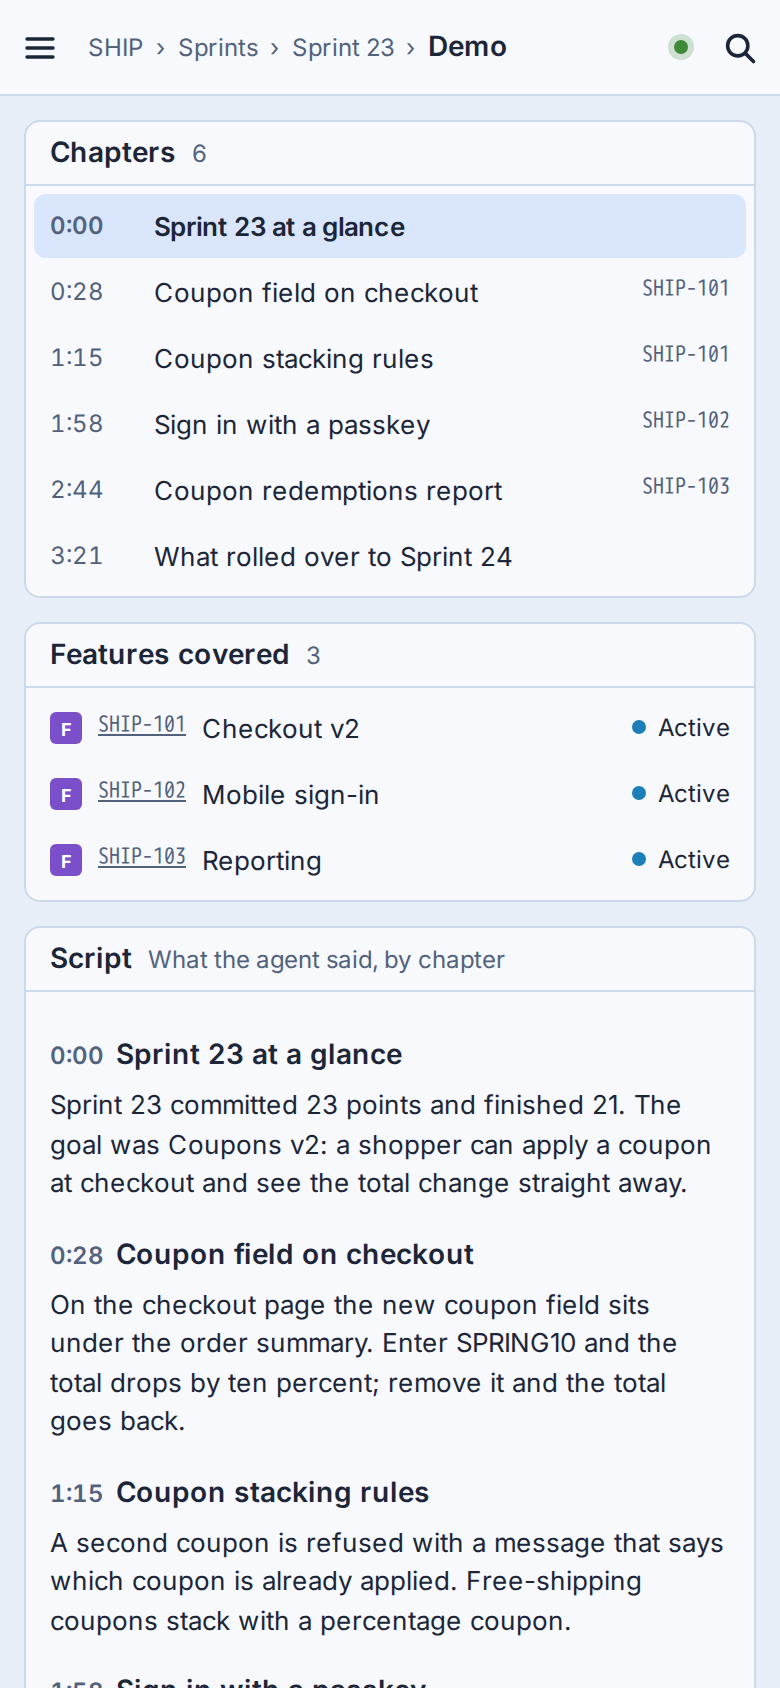 SHIP › Sprints › Sprint 23 › Demo
Chapters 6
0:00 Sprint 23 at a glance
0:28 Coupon field on checkout SHIP-101
1:15 Coupon stacking rules SHIP-101
1:58 Sign in with a passkey SHIP-102
2:44 Coupon redemptions report SHIP-103
3:21 What rolled over to Sprint 24
Features covered 3
F SHIP-101 Checkout v2 Active
F SHIP-102 Mobile sign-in Active
F SHIP-103 Reporting Active
Script What the agent said, by chapter
0:00 Sprint 23 at a glance
Sprint 23 committed 23 points and finished 21. The
goal was Coupons v2: a shopper can apply a coupon
at checkout and see the total change straight away.
0:28 Coupon field on checkout
On the checkout page the new coupon field sits
under the order summary. Enter SPRING10 and the
total drops by ten percent; remove it and the total
goes back.
1:15 Coupon stacking rules
A second coupon is refused with a message that says
which coupon is already applied. Free-shipping
coupons stack with a percentage coupon.
1:58 Sign in with a passkey